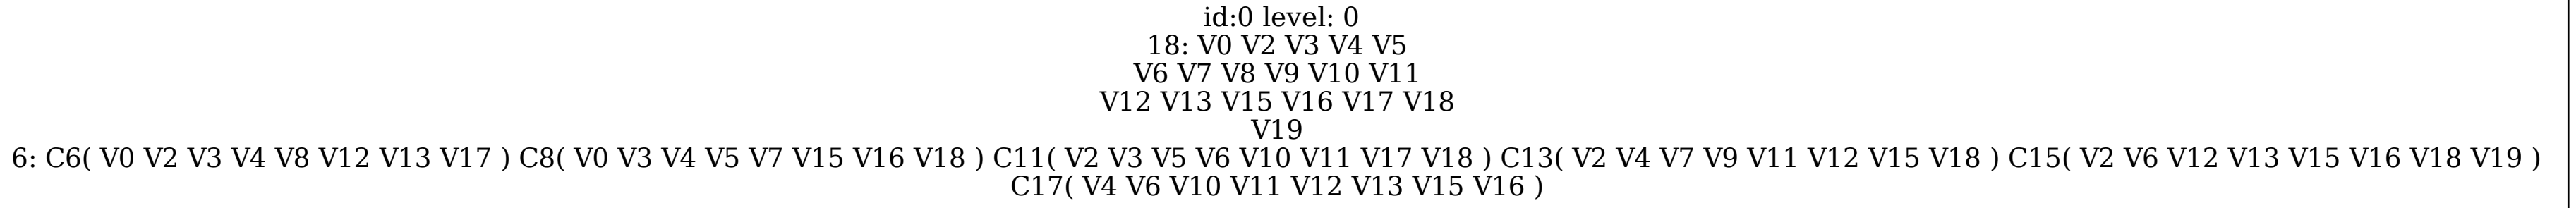 id:0 level: 0
18: V0 V2 V3 V4 V5
V6 V7 V8 V9 V10 V11
V12 V13 V15 V16 V17 V18
V19
6: C6( V0 V2 V3 V4 V8 V12 V13 V17 ) C8( V0 V3 V4 V5 V7 V15 V16 V18 ) C11( V2 V3 V5 V6 V10 V11 V17 V18 ) C13( V2 V4 V7 V9 V11 V12 V15 V18 ) C15( V2 V6 V12 V13 V15 V16 V18 V19 )
C17( V4 V6 V10 V11 V12 V13 V15 V16 )